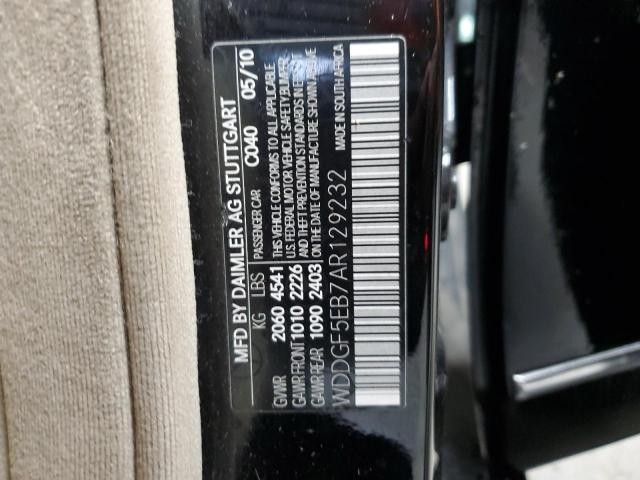 MFD BY DAIMLER AG STUTTGART
PASSENGER CAR C040 05/10
KG LBS
GVWR 2060 4541
GAWR FRONT 1010 2226
GAWR REAR 1090 2403
THIS VEHICLE CONFORMS TO ALL APPLICABLE
U.S. FEDERAL MOTOR VEHICLE SAFETY, BUMPER,
AND THEFT PREVENTION STANDARDS IN EFFECT
ON THE DATE OF MANUFACTURE SHOWN ABOVE
WDDGF5EB7AR129232 MADE IN SOUTH AFRICA